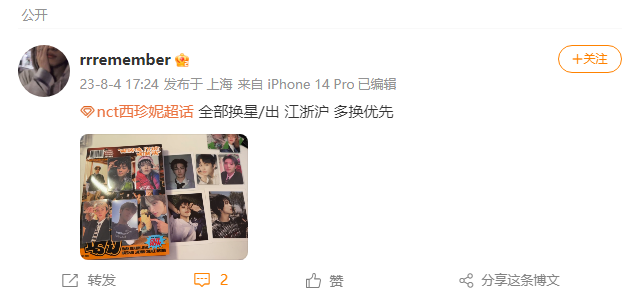 公开
rrremember
+关注
23-8-4 17:24 发布于 上海 来自 iPhone 14 Pro 已编辑
nct西珍妮超话 全部换星/出 江浙沪 多换优先
转发
2
赞
分享这条博文